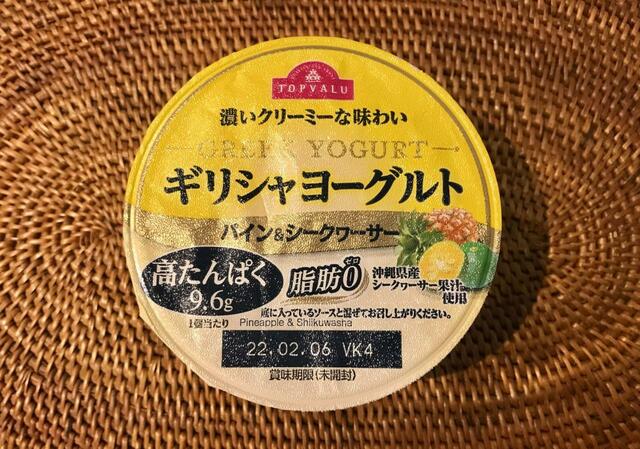 TOPVALU
濃いクリーミーな味わい
GREEK YOGURT
ギリシャヨーグルト
パイン&シークヮーサー
高たんぱく
9.6g
1個当たり
脂肪0
ゼロ
沖縄県産
シークヮーサー果汁
使用
底に入っているソースと混ぜてお召し上がりください。
Pineapple & Shiikuwasha
22.02.06 VK4
賞味期限(未開封)